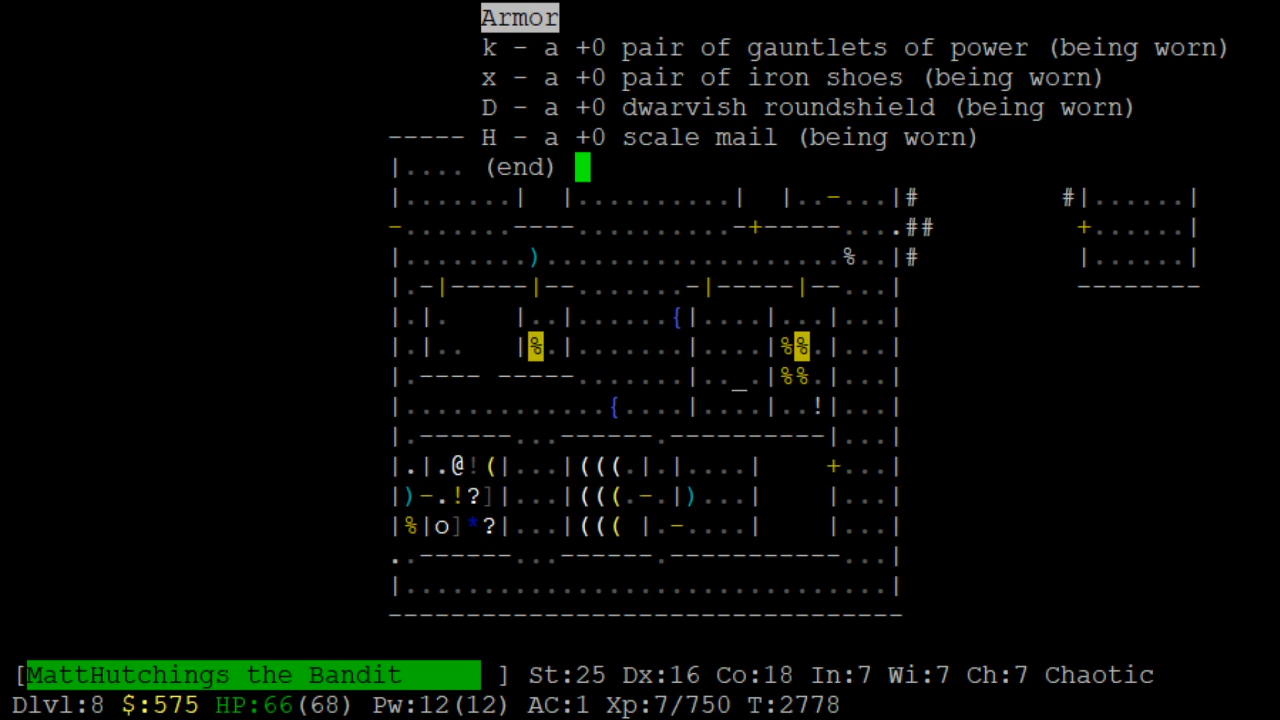 Armor
k - a +0 pair of gauntlets of power (being worn)
x - a +0 pair of iron shoes (being worn)
D - a +0 dwarvish roundshield (being worn)
----- H - a +0 scale mail (being worn)
|.... (end)
|.......|  |..........|  |..-...|#         #|......|
-.......----..........-+-----....##         +......|
|........)...................%..|#          |......|
|.-|-----|--.......-|-----|--...|           --------
|.|.     |..|......{|....|...|...|
|.|..   |%.|.......|....|%%.|...|
|.---- -----.......|.._.|%%.|...|
|.............{....|....|..!|...|
|.------...------.----------|...|
|.|.@!(|...|(((.|.|....|    +...|
|)-.!?]|...|(((.-.|)...|    |...|
|%|o]*?|...|((( |.-....|    |...|
..------...------.-----------...|
|...............................|
---------------------------------
[MattHutchings the Bandit ] St:25 Dx:16 Co:18 In:7 Wi:7 Ch:7 Chaotic
Dlvl:8 $:575 HP:66(68) Pw:12(12) AC:1 Xp:7/750 T:2778